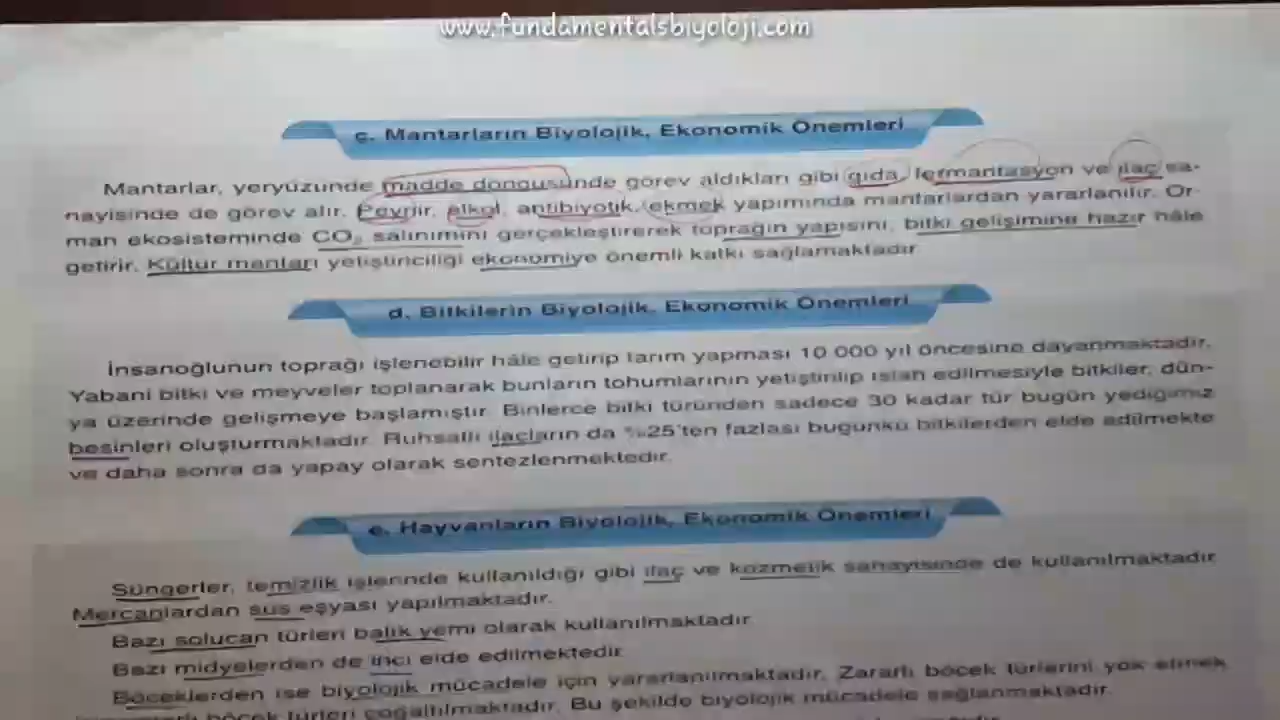 www.fundamentalsbiyoloji.com
ç. Mantarların Biyolojik, Ekonomik Önemleri
Mantarlar, yeryüzünde madde döngüsünde görev aldıkları gibi gıda, fermantasyon ve ilaç sa-
nayisinde de görev alır. Peynir, alkol, antibiyotik, ekmek yapımında mantarlardan yararlanılır. Or-
man ekosisteminde CO₂ salınımını gerçekleştirerek toprağın yapısını, bitki gelişimine hazır hâle
getirir. Kültür mantarı yetiştiriciliği ekonomiye önemli katkı sağlamaktadır.
d. Bitkilerin Biyolojik, Ekonomik Önemleri
İnsanoğlunun toprağı işlenebilir hâle getirip tarım yapması 10 000 yıl öncesine dayanmaktadır.
Yabani bitki ve meyveler toplanarak bunların tohumlarının yetiştirilip ıslah edilmesiyle bitkiler, dün-
ya üzerinde gelişmeye başlamıştır. Binlerce bitki türünden sadece 30 kadar tür bugün yediğimiz
besinleri oluşturmaktadır. Ruhsatlı ilaçların da %25'ten fazlası bugünkü bitkilerden elde edilmekte
ve daha sonra da yapay olarak sentezlenmektedir.
e. Hayvanların Biyolojik, Ekonomik Önemleri
Süngerler, temizlik işlerinde kullanıldığı gibi ilaç ve kozmetik sanayisinde de kullanılmaktadır.
Mercanlardan süs eşyası yapılmaktadır.
Bazı solucan türleri balık yemi olarak kullanılmaktadır.
Bazı midyelerden de inci elde edilmektedir.
Böceklerden ise biyolojik mücadele için yararlanılmaktadır. Zararlı böcek türlerini yok etmek
böcek türleri çoğaltılmaktadır. Bu şekilde biyolojik mücadele sağlanmaktadır.